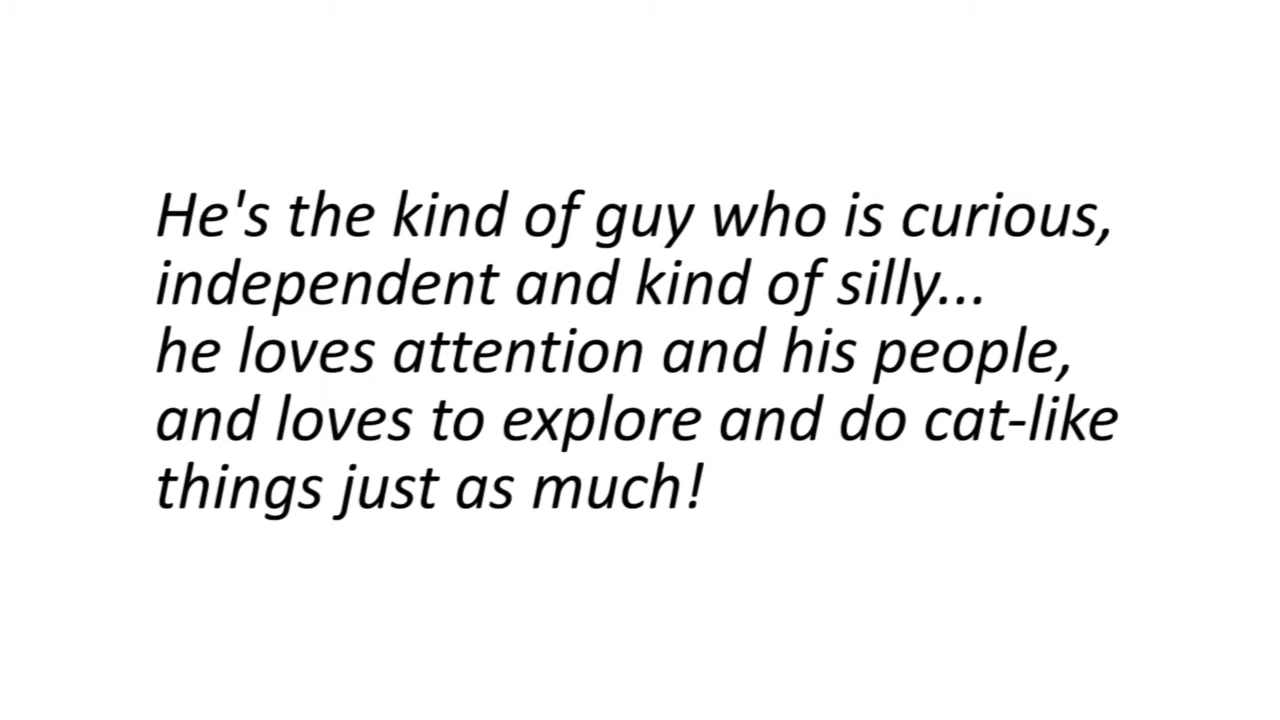 He's the kind of guy who is curious,
independent and kind of silly...
he loves attention and his people,
and loves to explore and do cat-like
things just as much!